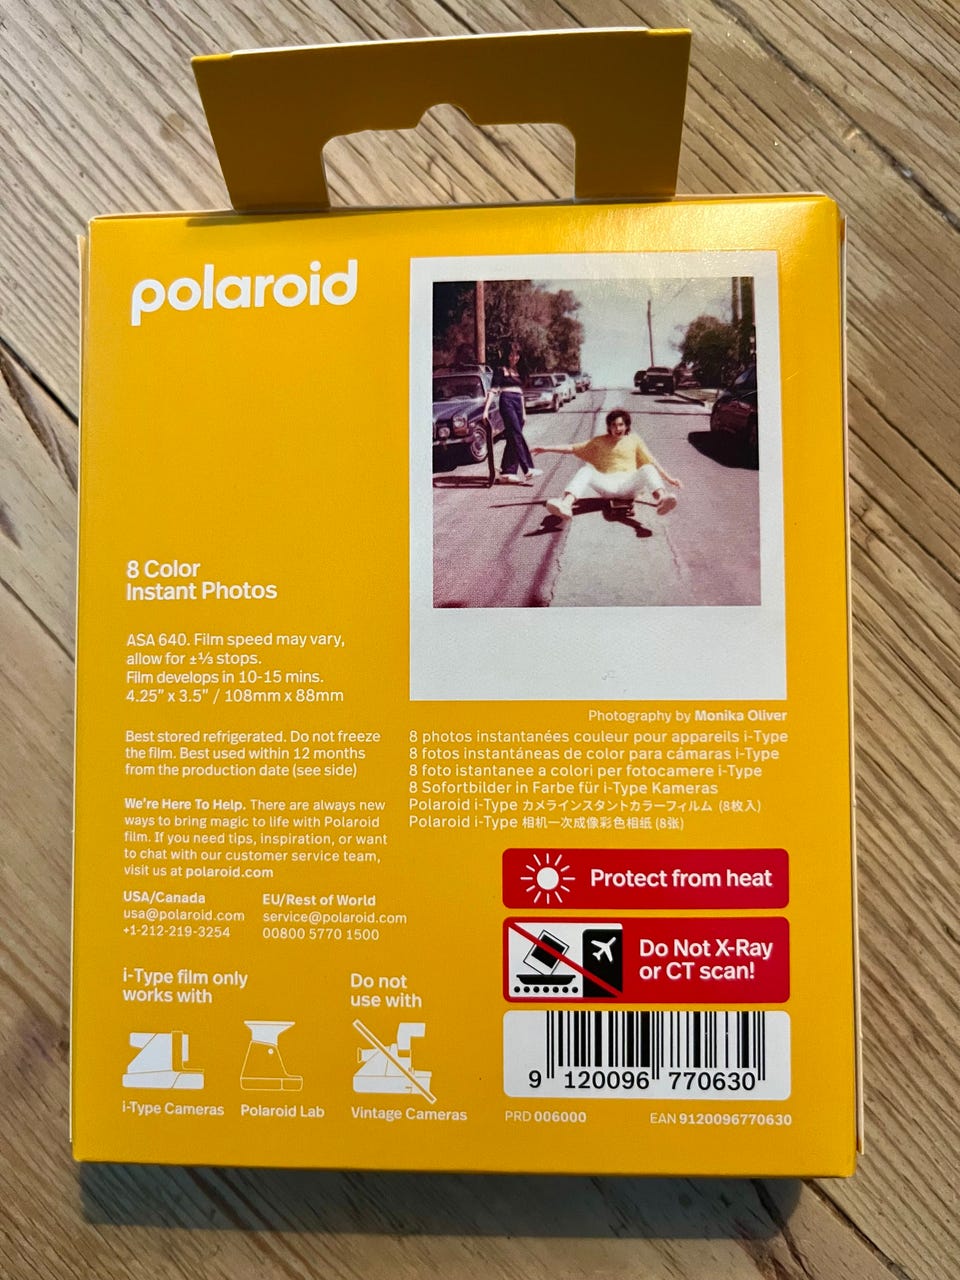 polaroid
8 Color
Instant Photos
ASA 640. Film speed may vary,
allow for ±⅓ stops.
Film develops in 10-15 mins.
4.25" x 3.5" / 108mm x 88mm
Best stored refrigerated. Do not freeze
the film. Best used within 12 months
from the production date (see side)
We're Here To Help. There are always new
ways to bring magic to life with Polaroid
film. If you need tips, inspiration, or want
to chat with our customer service team,
visit us at polaroid.com
USA/Canada
usa@polaroid.com
+1-212-219-3254
EU/Rest of World
service@polaroid.com
00800 5770 1500
i-Type film only
works with
i-Type Cameras
Polaroid Lab
Do not
use with
Vintage Cameras
Photography by Monika Oliver
8 photos instantanées couleur pour appareils i-Type
8 fotos instantáneas de color para cámaras i-Type
8 foto istantanee a colori per fotocamere i-Type
8 Sofortbilder in Farbe für i-Type Kameras
Polaroid i-Type カメラインスタントカラーフィルム (8枚入)
Polaroid i-Type 相机一次成像彩色相纸 (8张)
Protect from heat
Do Not X-Ray
or CT scan!
9 120096 770630
PRD 006000
EAN 9120096770630